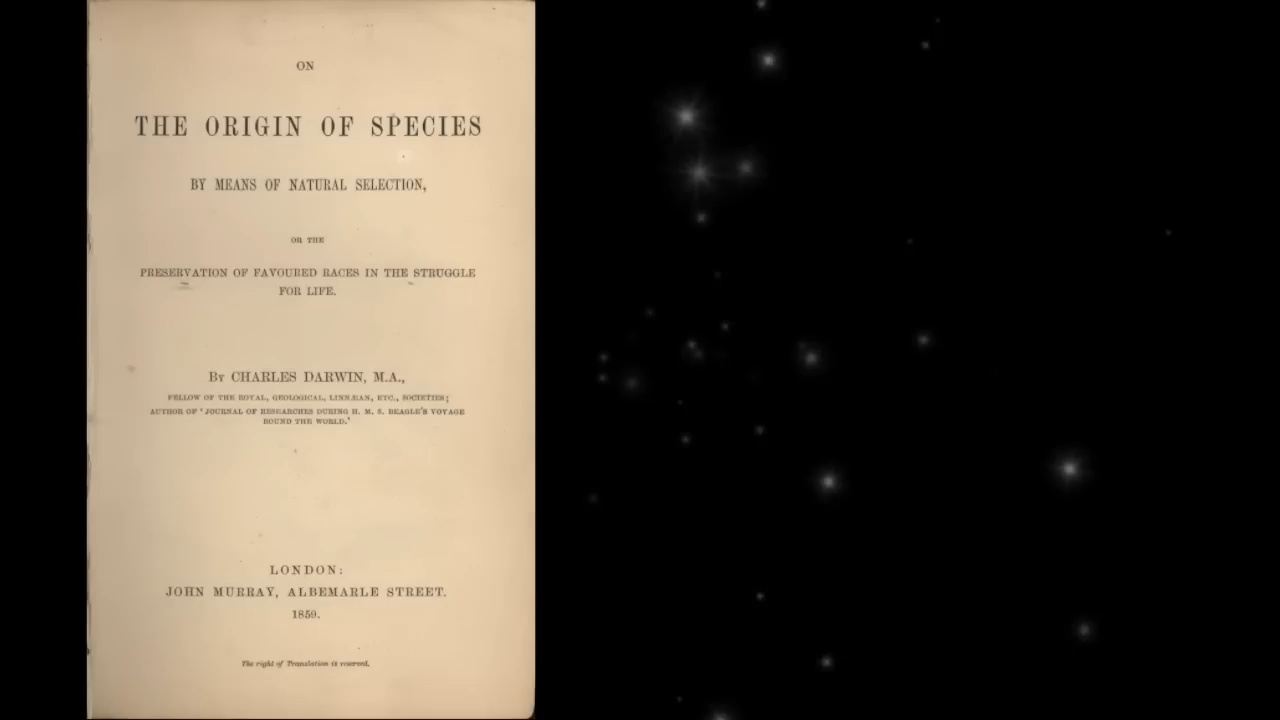 ON
THE ORIGIN OF SPECIES
BY MEANS OF NATURAL SELECTION,
OR THE
PRESERVATION OF FAVOURED RACES IN THE STRUGGLE
FOR LIFE.
BY CHARLES DARWIN, M.A.,
FELLOW OF THE ROYAL, GEOLOGICAL, LINNÆAN, ETC., SOCIETIES;
AUTHOR OF 'JOURNAL OF RESEARCHES DURING H. M. S. BEAGLE'S VOYAGE
ROUND THE WORLD.'
LONDON:
JOHN MURRAY, ALBEMARLE STREET.
1859.
The right of Translation is reserved.